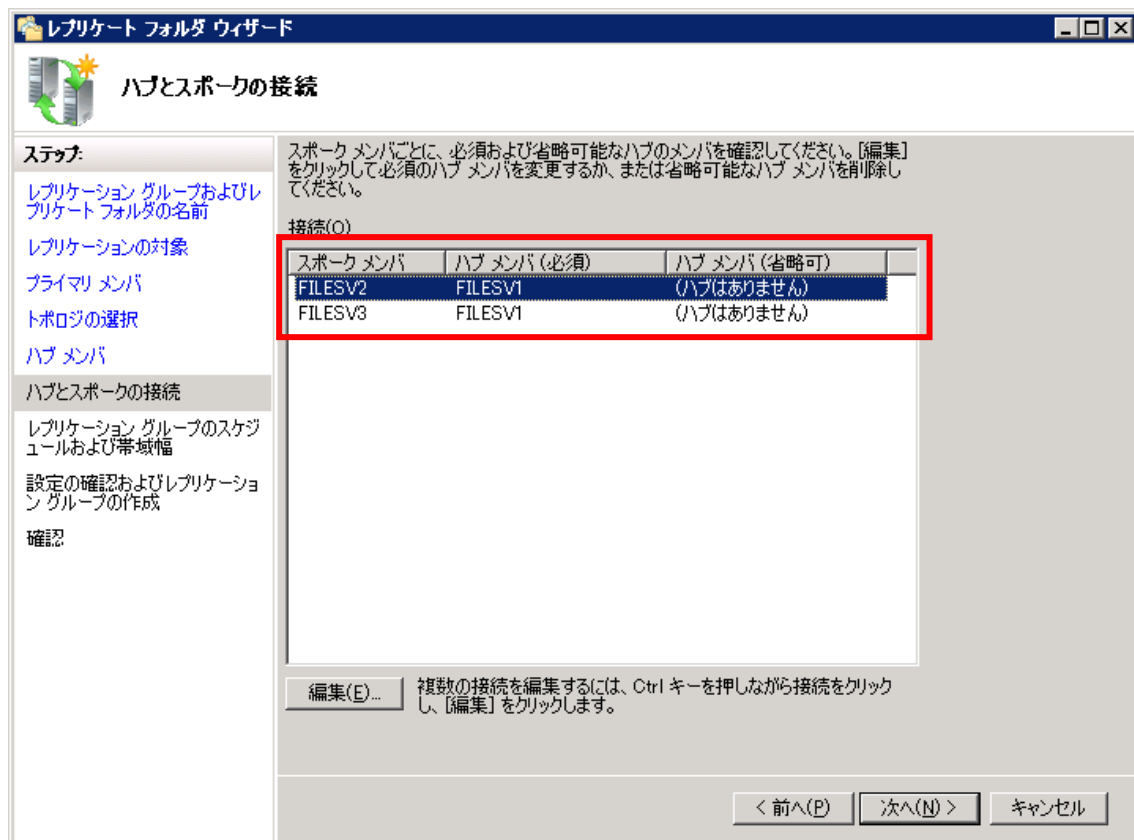 レプリケート フォルダ ウィザード
ハブとスポークの接続
ステップ:
レプリケーション グループおよびレ
プリケート フォルダの名前
レプリケーションの対象
プライマリ メンバ
トポロジの選択
ハブ メンバ
ハブとスポークの接続
レプリケーション グループのスケジ
ュールおよび帯域幅
設定の確認およびレプリケーショ
ン グループの作成
確認
スポーク メンバごとに、必須および省略可能なハブのメンバを確認してください。[編集]
をクリックして必須のハブ メンバを変更するか、または省略可能なハブ メンバを削除し
てください。
接続(O)
スポーク メンバ ハブ メンバ (必須) ハブ メンバ (省略可)
FILESV2 FILESV1 (ハブはありません)
FILESV3 FILESV1 (ハブはありません)
編集(E)...
複数の接続を編集するには、Ctrl キーを押しながら接続をクリック
し、[編集] をクリックします。
< 前へ(P) 次へ(N) > キャンセル